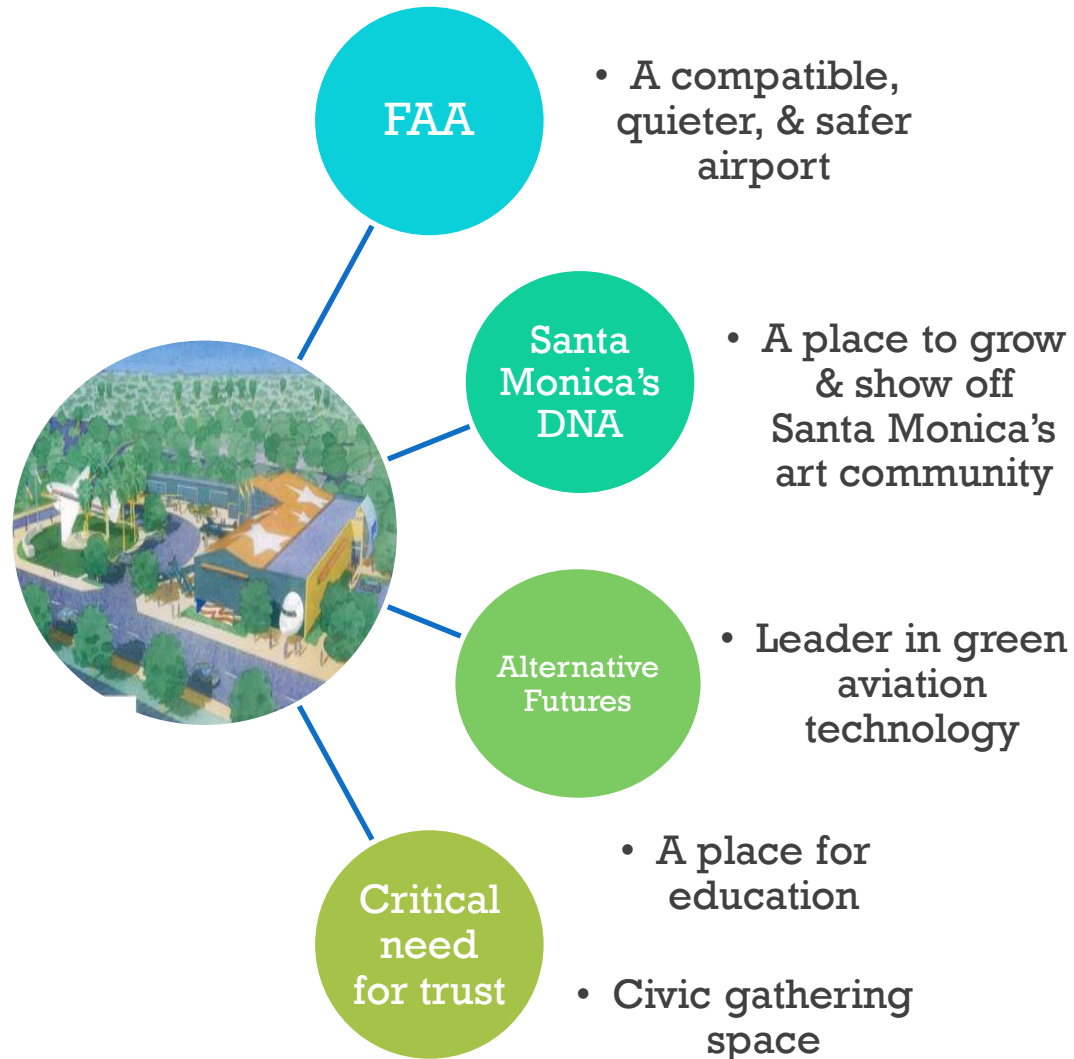 FAA
• A compatible,
quieter, & safer
airport
Santa
Monica’s
DNA
• A place to grow
& show off
Santa Monica’s
art community
Alternative
Futures
• Leader in green
aviation
technology
Critical
need
for trust
• A place for
education
• Civic gathering
space